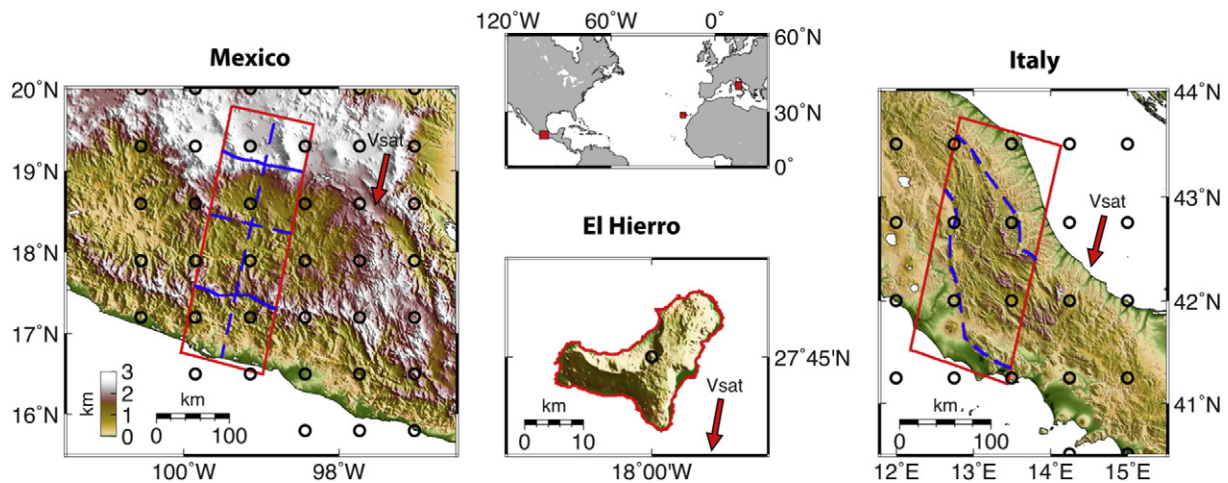 120˚W 60˚W 0˚
60˚N
30˚N
0˚
Mexico
20˚N
19˚N
18˚N
17˚N
16˚N
Vsat
3
2
1
0
km
km
0 100
100˚W 98˚W
El Hierro
27˚45'N
km
0 10
Vsat
18˚00'W
Italy
44˚N
43˚N
42˚N
41˚N
Vsat
km
0 100
12˚E 13˚E 14˚E 15˚E